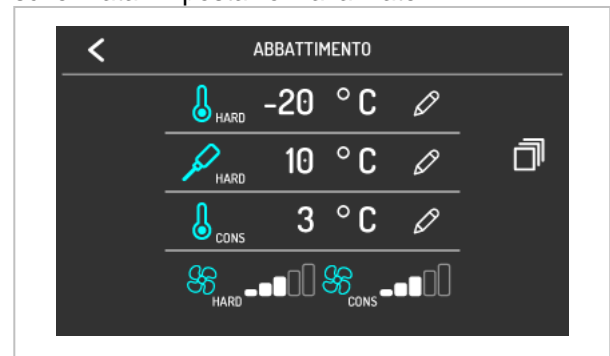 ABBATTIMENTO
HARD -20 °C
HARD 10 °C
CONS 3 °C
HARD CONS